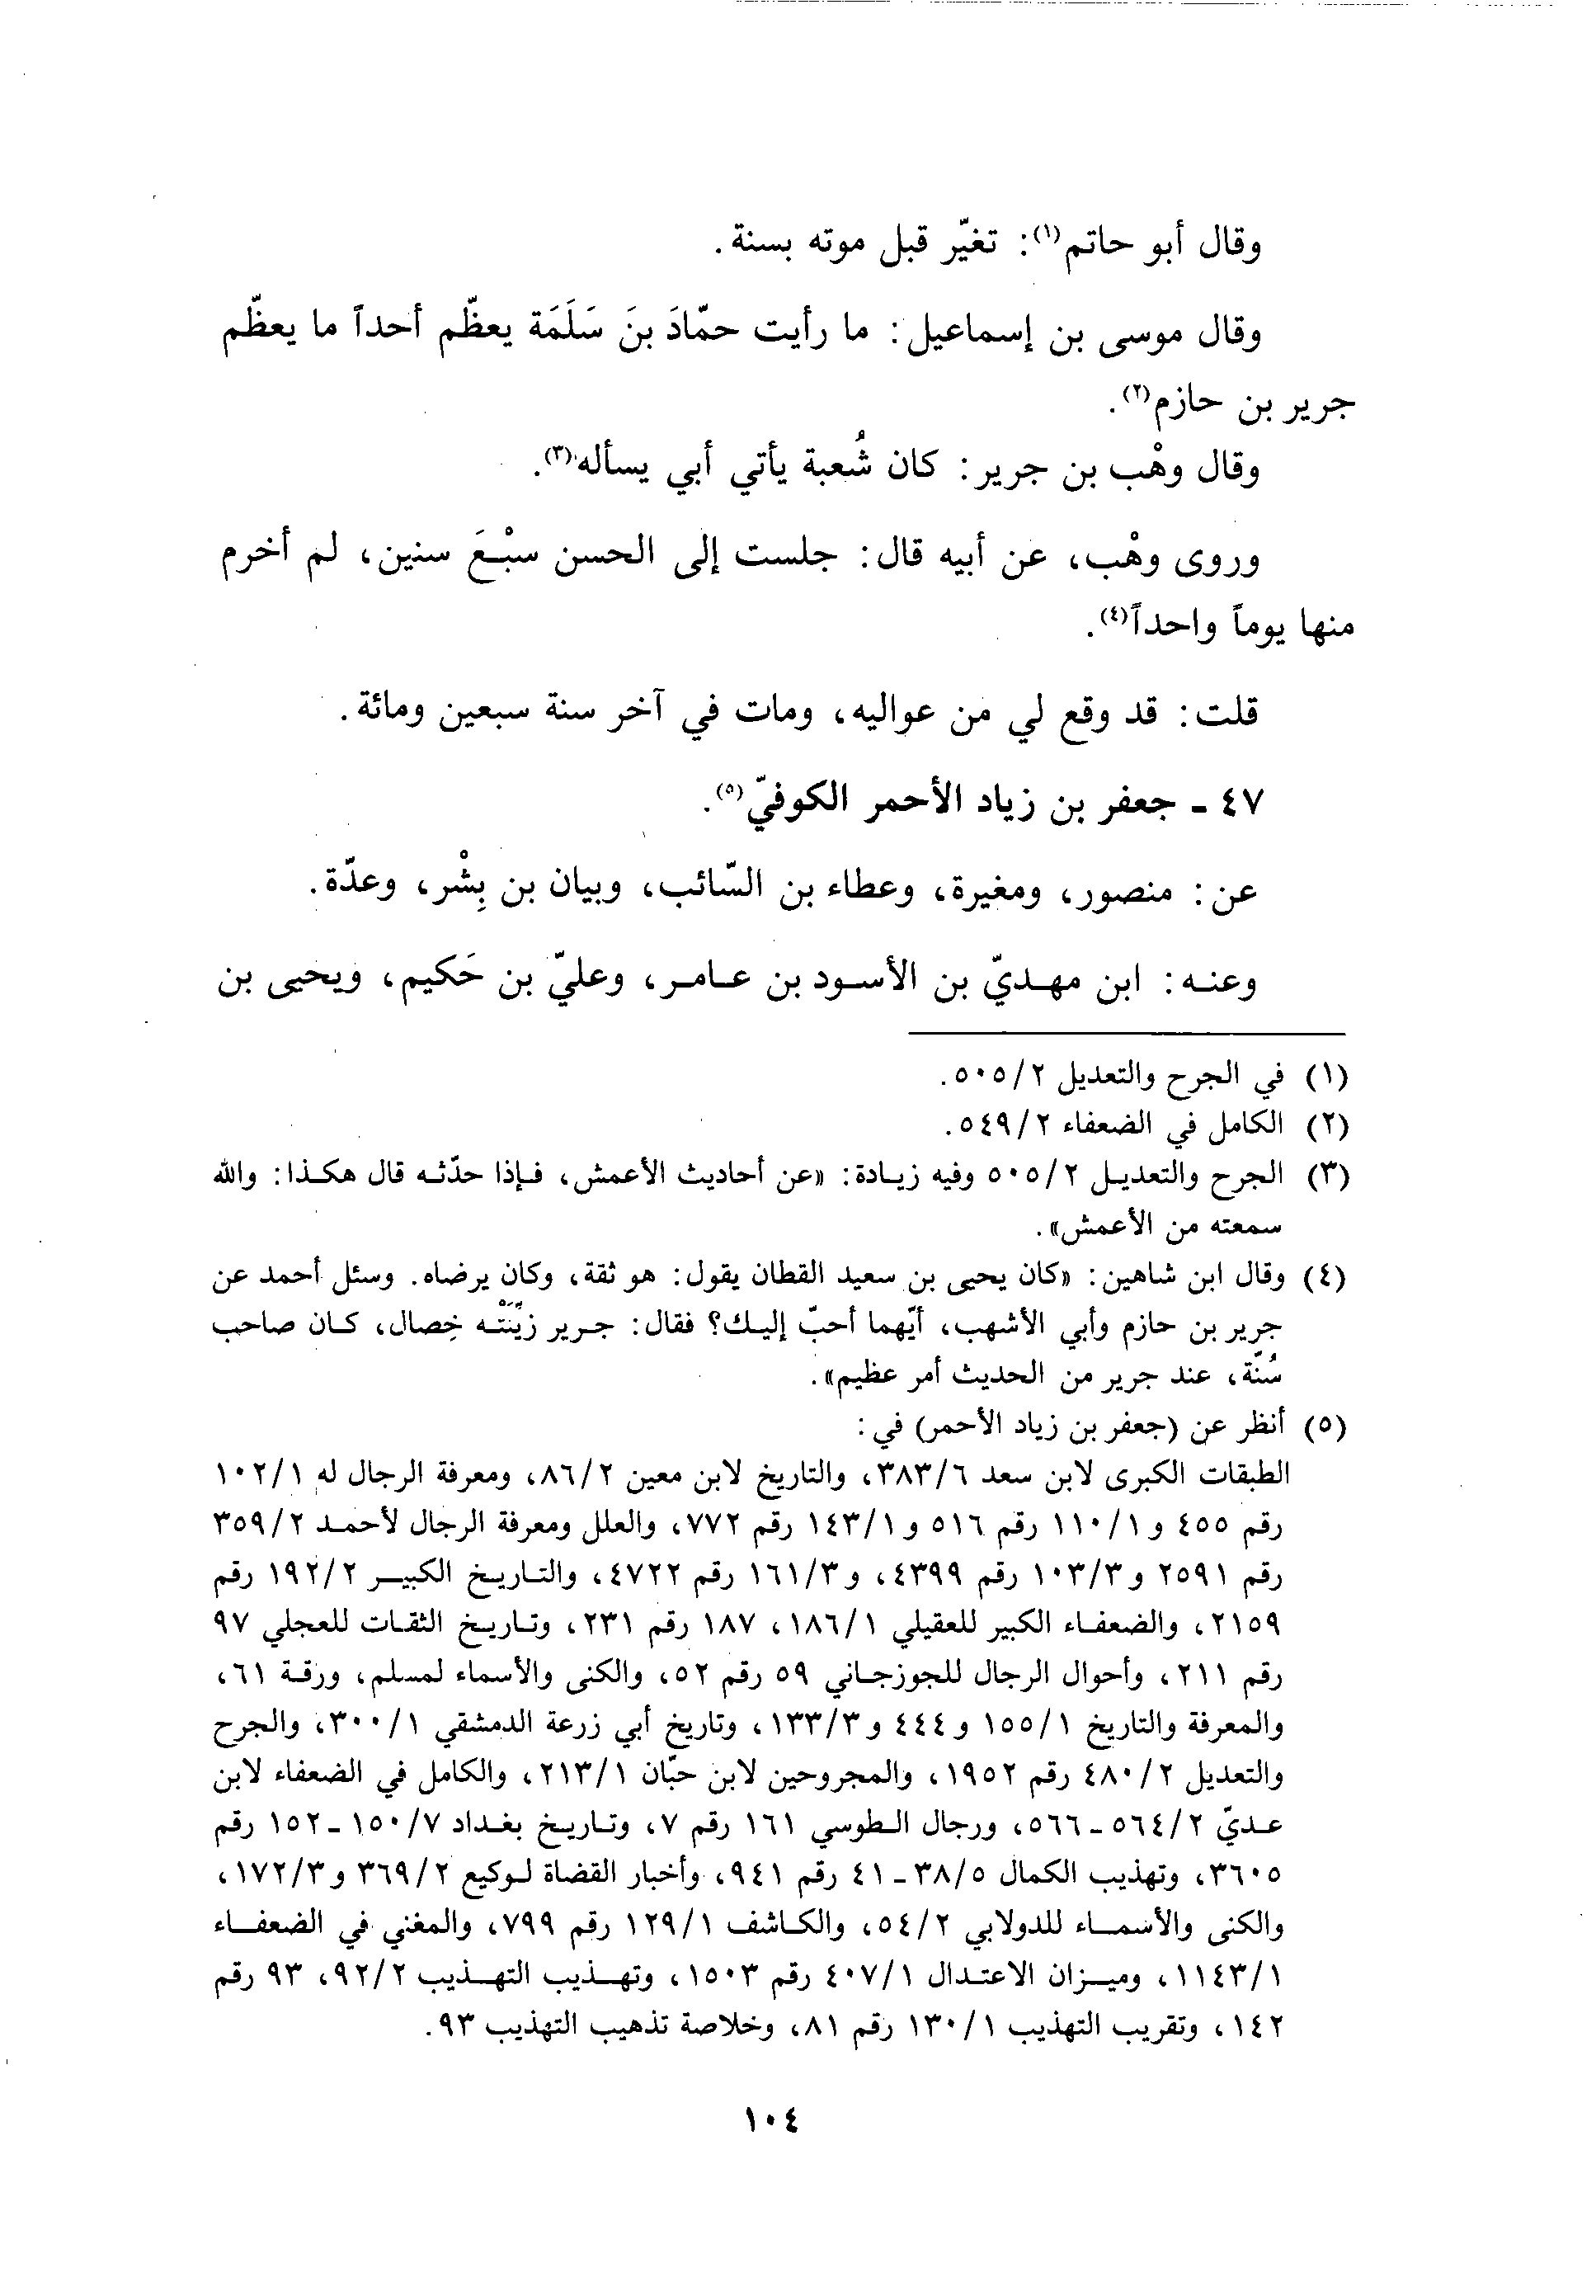 وقال أبو حاتم(١): تغيّر قبل موته بسنة.
وقال موسى بن إسماعيل: ما رأيت حمّادَ بنَ سَلَمَة يعظّم أحداً ما يعظّم
جرير بن حازم(٢).
وقال وهْب بن جرير: كان شُعبة يأتي أبي يسأله(٣).
وروى وهْب، عن أبيه قال: جلست إلى الحسن سبْعَ سنين، لم أخرم
منها يوماً واحداً(٤).
قلت: قد وقع لي من عواليه، ومات في آخر سنة سبعين ومائة.
٤٧ - جعفر بن زياد الأحمر الكوفيّ(٥).
عن: منصور، ومغيرة، وعطاء بن السّائب، وبيان بن بِشْر، وعدّة.
وعنه: ابن مهديّ بن الأسود بن عامر، وعليّ بن حَكيم، ويحيى بن
(١) في الجرح والتعديل ٥٠٥/٢.
(٢) الكامل في الضعفاء ٥٤٩/٢.
(٣) الجرح والتعديل ٥٠٥/٢ وفيه زيادة: «عن أحاديث الأعمش، فإذا حدّثه قال هكذا: والله
سمعته من الأعمش».
(٤) وقال ابن شاهين: «كان يحيى بن سعيد القطان يقول: هو ثقة، وكان يرضاه. وسئل أحمد عن
جرير بن حازم وأبي الأشهب، أيّهما أحبّ إليك؟ فقال: جرير زيّنَتْه خِصال، كان صاحب
سُنّة، عند جرير من الحديث أمر عظيم».
(٥) أنظر عن (جعفر بن زياد الأحمر) في:
الطبقات الكبرى لابن سعد ٣٨٣/٦، والتاريخ لابن معين ٨٦/٢، ومعرفة الرجال له ١٠٢/١
رقم ٤٥٥ و ١١٠/١ رقم ٥١٦ و ١٤٣/١ رقم ٧٧٢، والعلل ومعرفة الرجال لأحمد ٣٥٩/٢
رقم ٢٥٩١ و ١٠٣/٣ رقم ٤٣٩٩، و١٦١/٣ رقم ٤٧٢٢، والتاريخ الكبير ١٩٢/٢ رقم
٢١٥٩، والضعفاء الكبير للعقيلي ١٨٦/١، ١٨٧ رقم ٢٣١، وتاريخ الثقات للعجلي ٩٧
رقم ٢١١، وأحوال الرجال للجوزجاني ٥٩ رقم ٥٢، والكنى والأسماء لمسلم، ورقة ٦١،
والمعرفة والتاريخ ١٥٥/١ و٤٤٤ و١٣٣/٣، وتاريخ أبي زرعة الدمشقي ٣٠٠/١، والجرح
والتعديل ٤٨٠/٢ رقم ١٩٥٢، والمجروحين لابن حبّان ٢١٣/١، والكامل في الضعفاء لابن
عديّ ٥٦٤/٢ - ٥٦٦، ورجال الطوسي ١٦١ رقم ٧، وتاريخ بغداد ١٥٠/٧ - ١٥٢ رقم
٣٦٠٥، وتهذيب الكمال ٣٨/٥ - ٤١ رقم ٩٤١، وأخبار القضاة لوكيع ٣٦٩/٢ و ١٧٢/٣،
والكنى والأسماء للدولابي ٥٤/٢، والكاشف ١٢٩/١ رقم ٧٩٩، والمغني في الضعفاء
١١٤٣/١، وميزان الاعتدال ٤٠٧/١ رقم ١٥٠٣، وتهذيب التهذيب ٩٢/٢، ٩٣ رقم
١٤٢، وتقريب التهذيب ١٣٠/١ رقم ٨١، وخلاصة تذهيب التهذيب ٩٣.
١٠٤